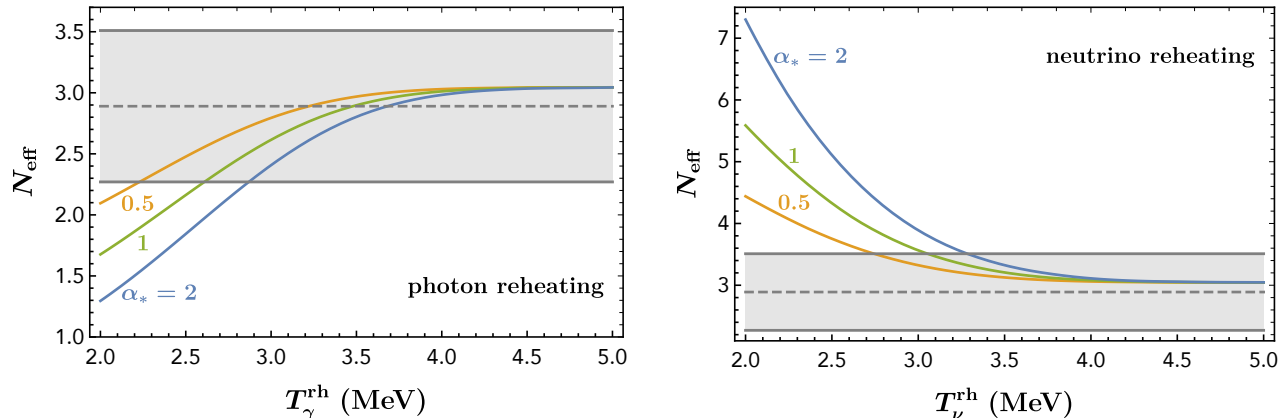 3.5
3.0
2.5
2.0
1.5
1.0
N_eff
0.5
1
α_* = 2
photon reheating
2.0 2.5 3.0 3.5 4.0 4.5 5.0
T_γ^rh (MeV)
7
6
5
4
3
N_eff
α_* = 2
neutrino reheating
1
0.5
2.0 2.5 3.0 3.5 4.0 4.5 5.0
T_ν^rh (MeV)